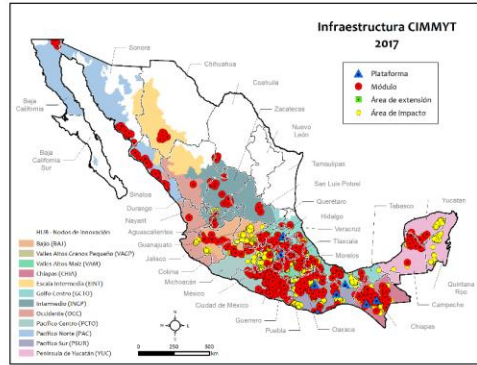 Infraestructura CIMMYT
2017
Plataforma
Módulo
Área de extensión
Área de Impacto
Sonora
Chihuahua
Coahuila
Zacatecas
Nuevo
León
Tamaulipas
San Luis Potosí
Querétaro
Hidalgo
Veracruz
Tlaxcala
Morelos
Tabasco
Yucatan
Quintana
Roo
Campeche
Chiapas
Oaxaca
Puebla
Guerrero
Ciudad de México
México
Michoacán
Colima
Jalisco
Guanajuato
Aguascalientes
Nayarit
Durango
Sinaloa
Baja
California
Baja
California
Sur
HUB - Nodos de Innovación
Bajío (BAJ)
Valles Altos Granos Pequeño (VAGP)
Valles Altos Maíz (VAM)
Chiapas (CHIA)
Escala Intermedia (EINT)
Golfo Centro (GCTO)
Intermedio (INGP)
Occidente (OCC)
Pacífico Centro (PCTO)
Pacífico Norte (PAC)
Pacífico Sur (PSUR)
Península de Yucatán (YUC)
0 250 500
km